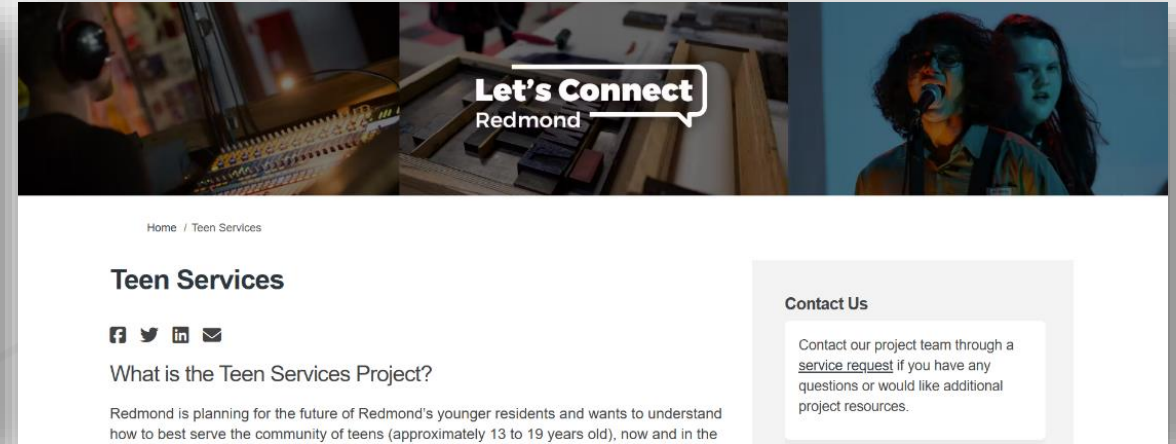 Let's Connect
Redmond
Home / Teen Services
Teen Services
What is the Teen Services Project?
Redmond is planning for the future of Redmond's younger residents and wants to understand
how to best serve the community of teens (approximately 13 to 19 years old), now and in the
Contact Us
Contact our project team through a
service request if you have any
questions or would like additional
project resources.